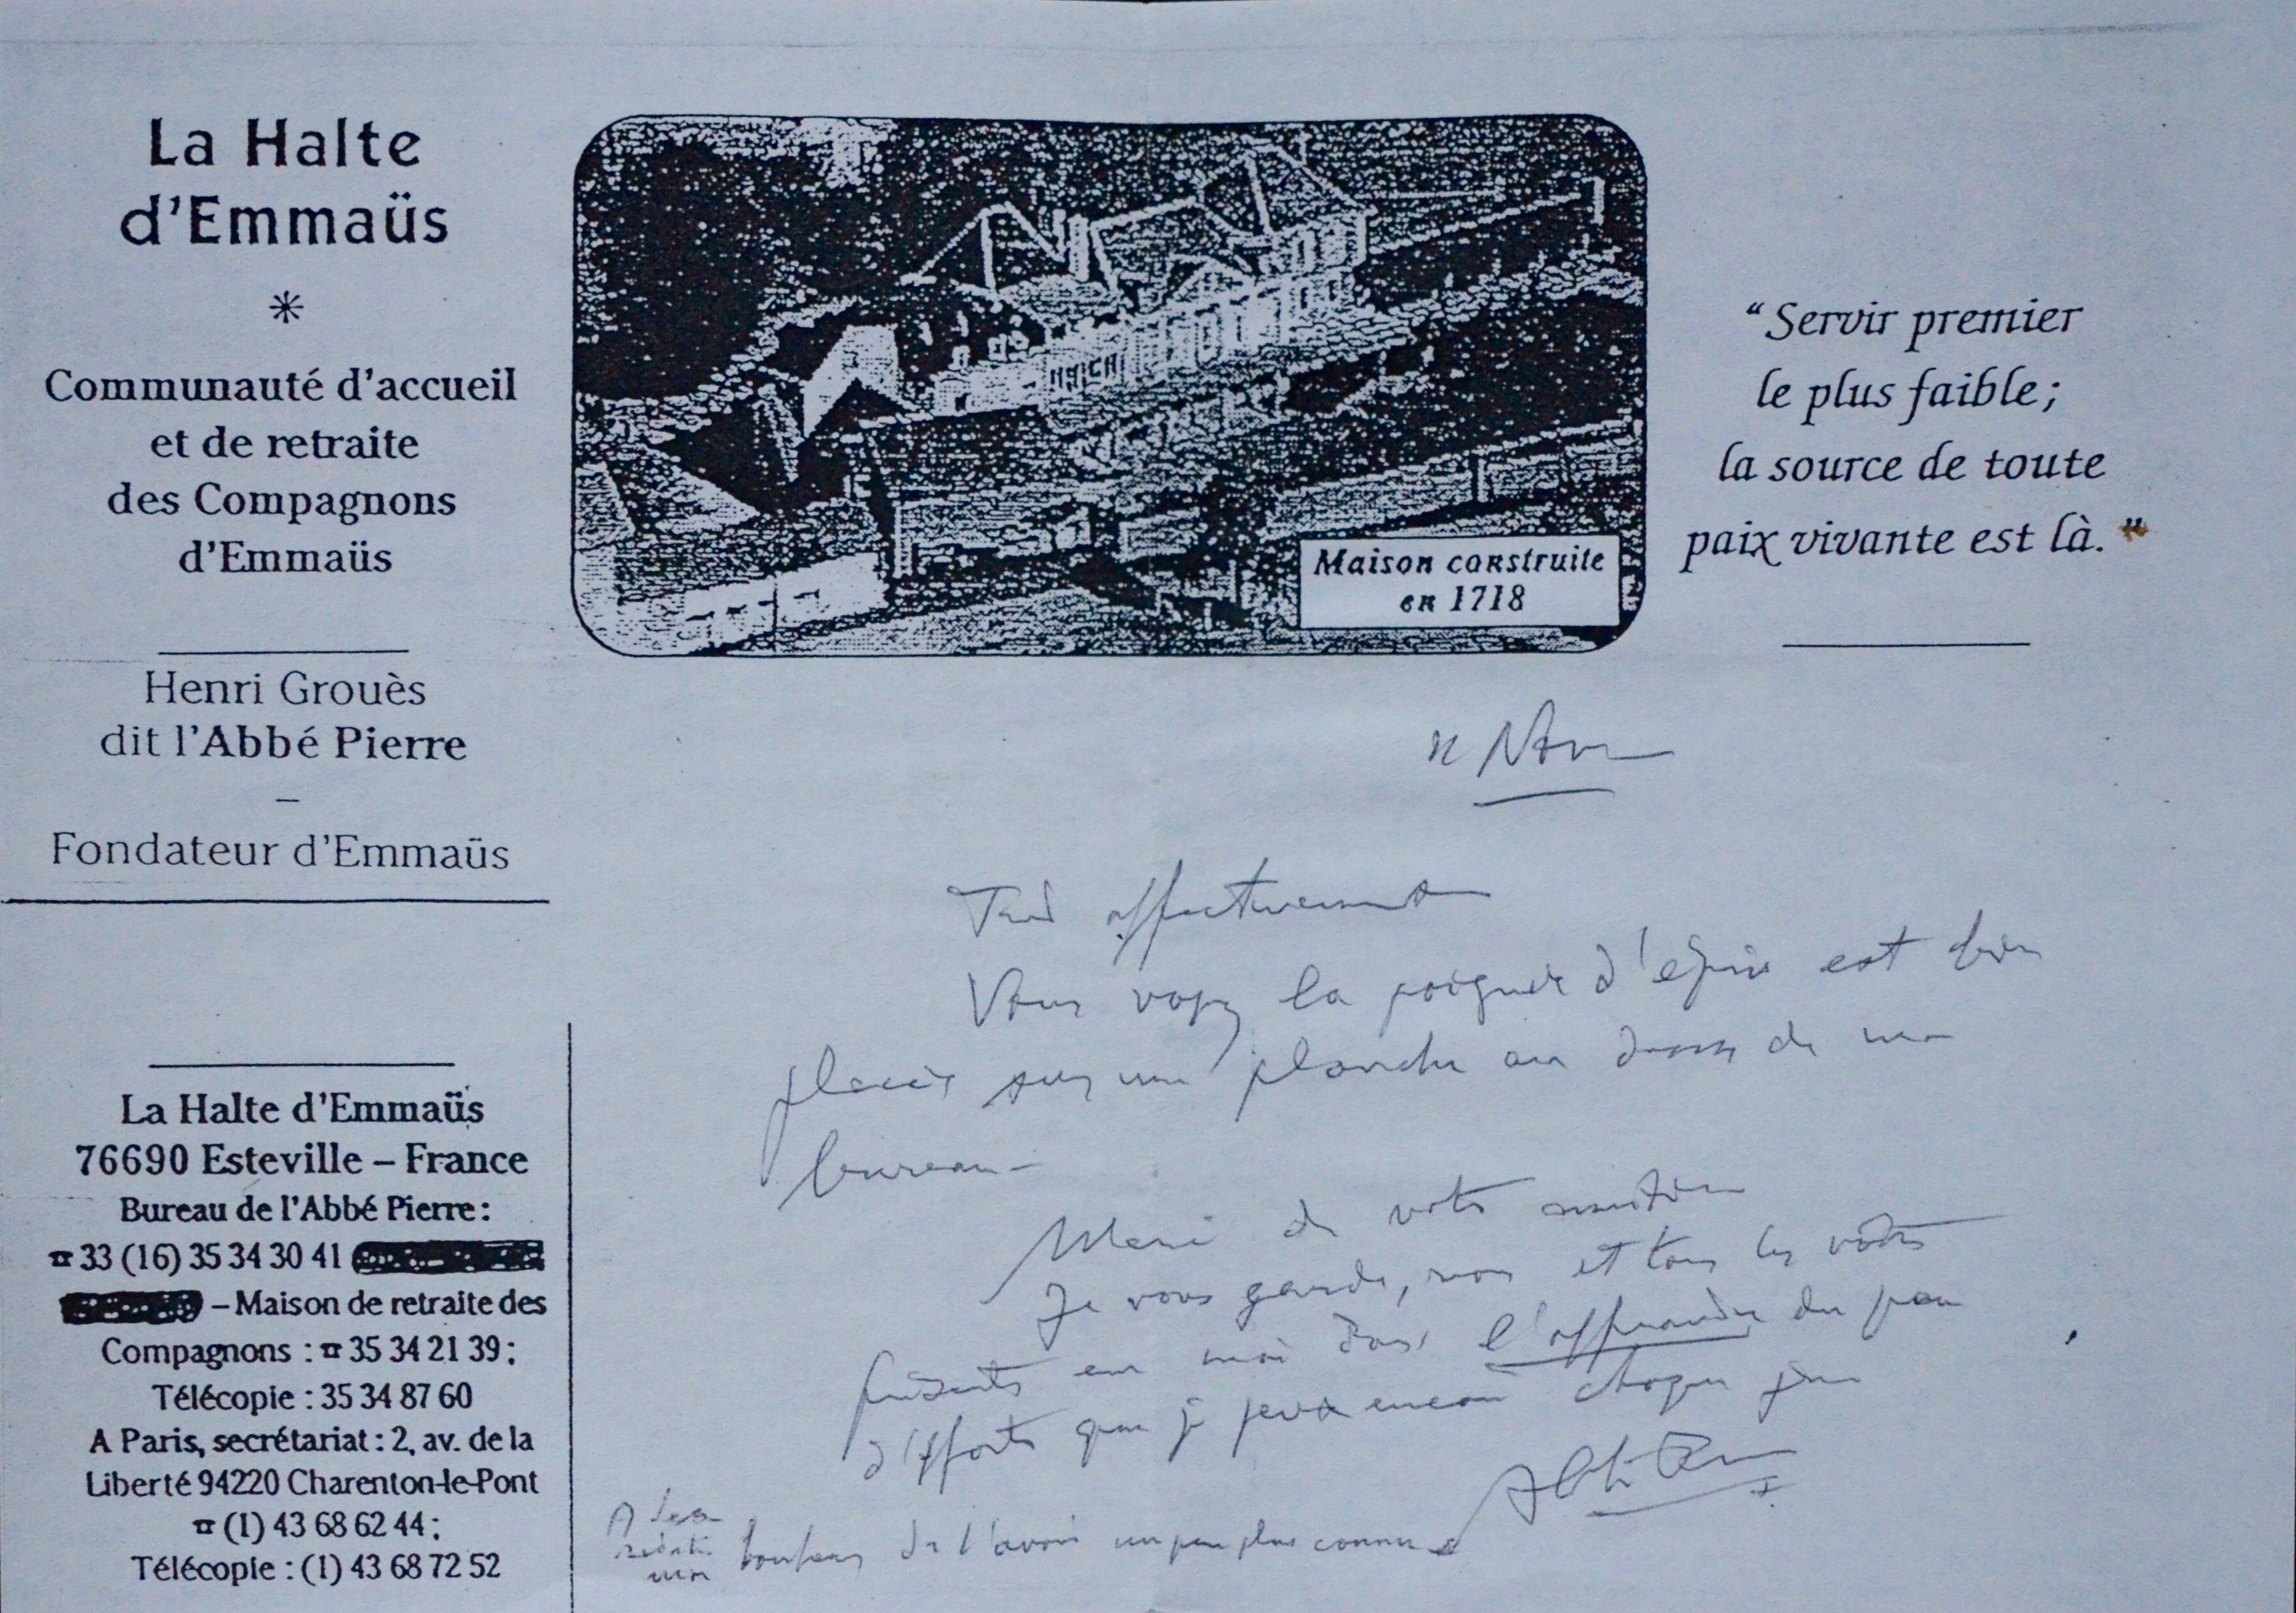 La Halte
d'Emmaüs
*
Communauté d'accueil
et de retraite
des Compagnons
d'Emmaüs
Henri Grouès
dit l'Abbé Pierre
–
Fondateur d'Emmaüs
Maison construite
en 1718
“Servir premier
le plus faible;
la source de toute
paix vivante est là.”
La Halte d'Emmaüs
76690 Esteville – France
Bureau de l'Abbé Pierre :
☎ 33 (16) 35 34 30 41
– Maison de retraite des
Compagnons : ☎ 35 34 21 39 ;
Télécopie : 35 34 87 60
A Paris, secrétariat : 2, av. de la
Liberté 94220 Charenton-le-Pont
☎ (1) 43 68 62 44 ;
Télécopie : (1) 43 68 72 52
Nov
Très affectueusement
Vous voyez la poignée d'épis est bien
placée sur une planche au dessus de mon
bureau –
Merci de votre
Je vous garde, vous et tous les vôtres
présents en moi dans l'offrande du peu
d'efforts que je peux encore chaque jour
Abbé Pierre
bonheur de l'avoir un peu plus connu